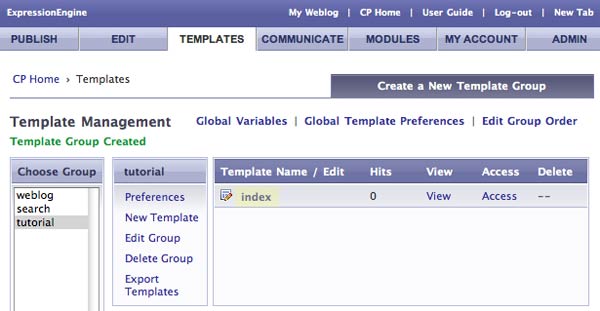 ExpressionEngine
My Weblog | CP Home | User Guide | Log-out | New Tab
PUBLISH EDIT TEMPLATES COMMUNICATE MODULES MY ACCOUNT ADMIN
CP Home › Templates
Create a New Template Group
Template Management
Global Variables | Global Template Preferences | Edit Group Order
Template Group Created
Choose Group
weblog
search
tutorial
tutorial
Preferences
New Template
Edit Group
Delete Group
Export
Templates
Template Name / Edit Hits View Access Delete
index 0 View Access --